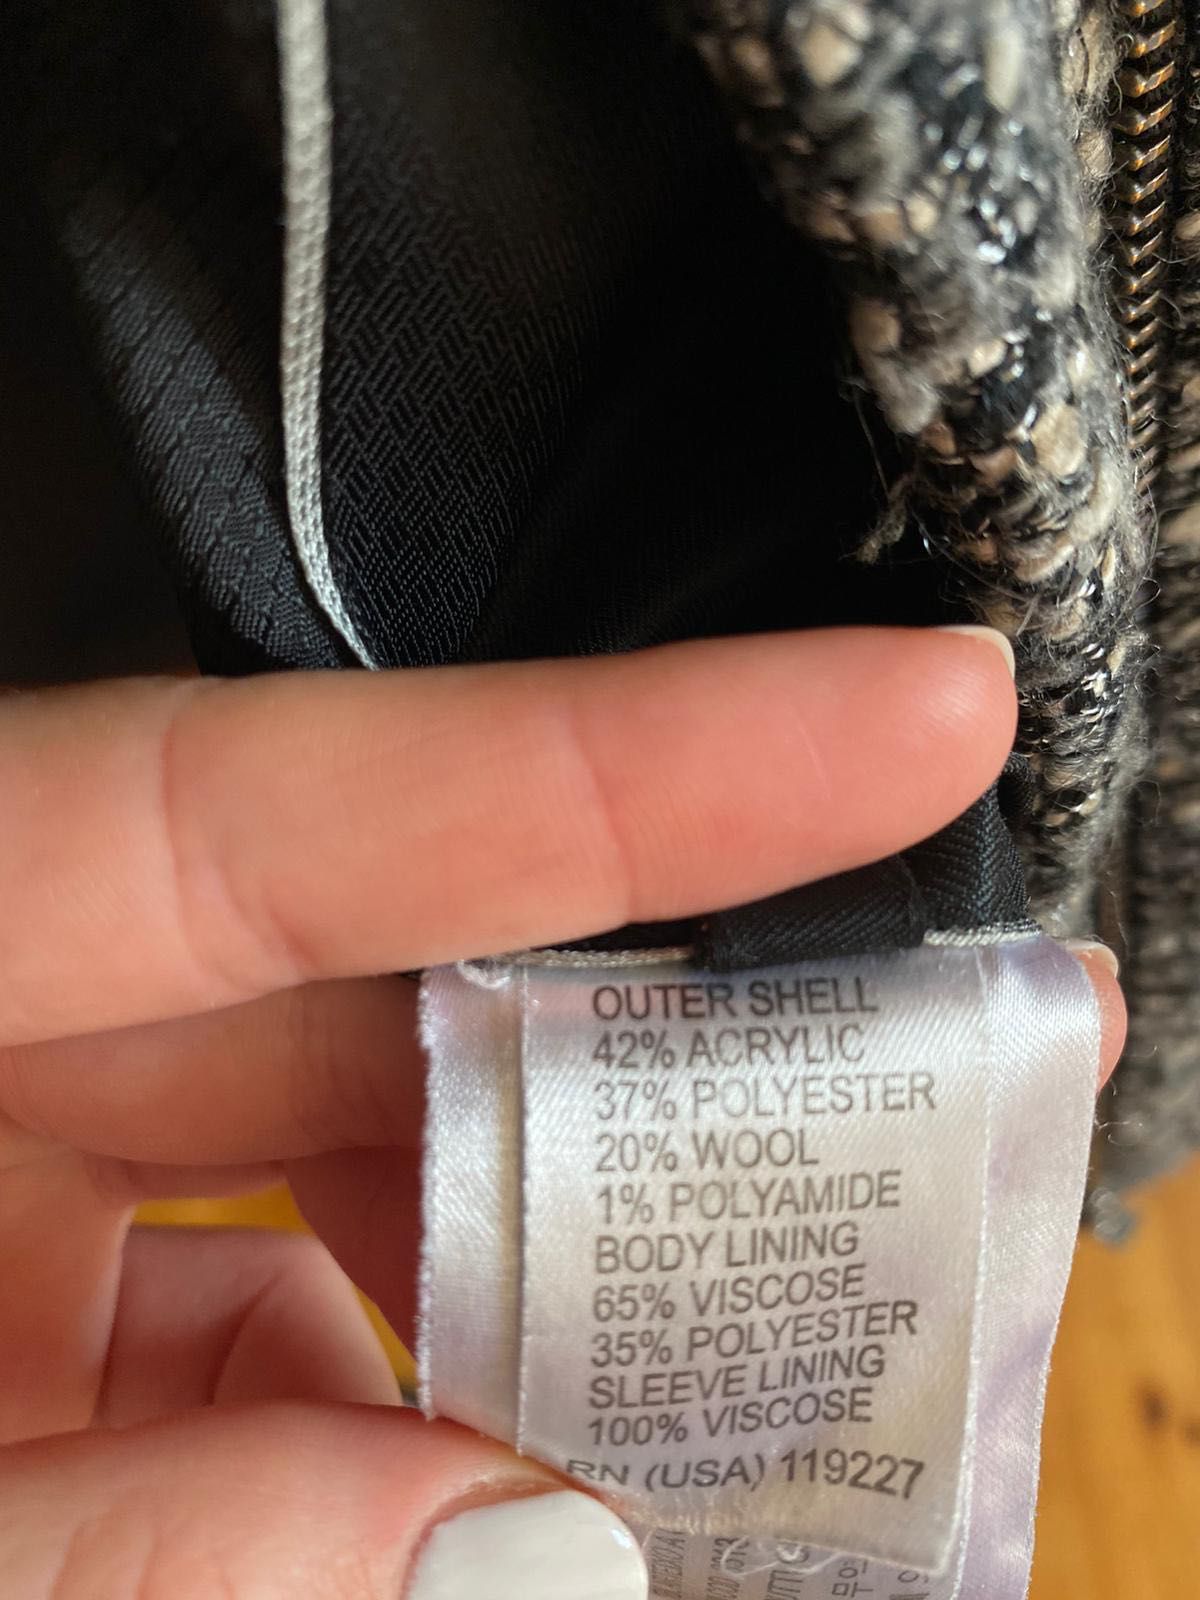 OUTER SHELL
42% ACRYLIC
37% POLYESTER
20% WOOL
1% POLYAMIDE
BODY LINING
65% VISCOSE
35% POLYESTER
SLEEVE LINING
100% VISCOSE
RN (USA) 119227